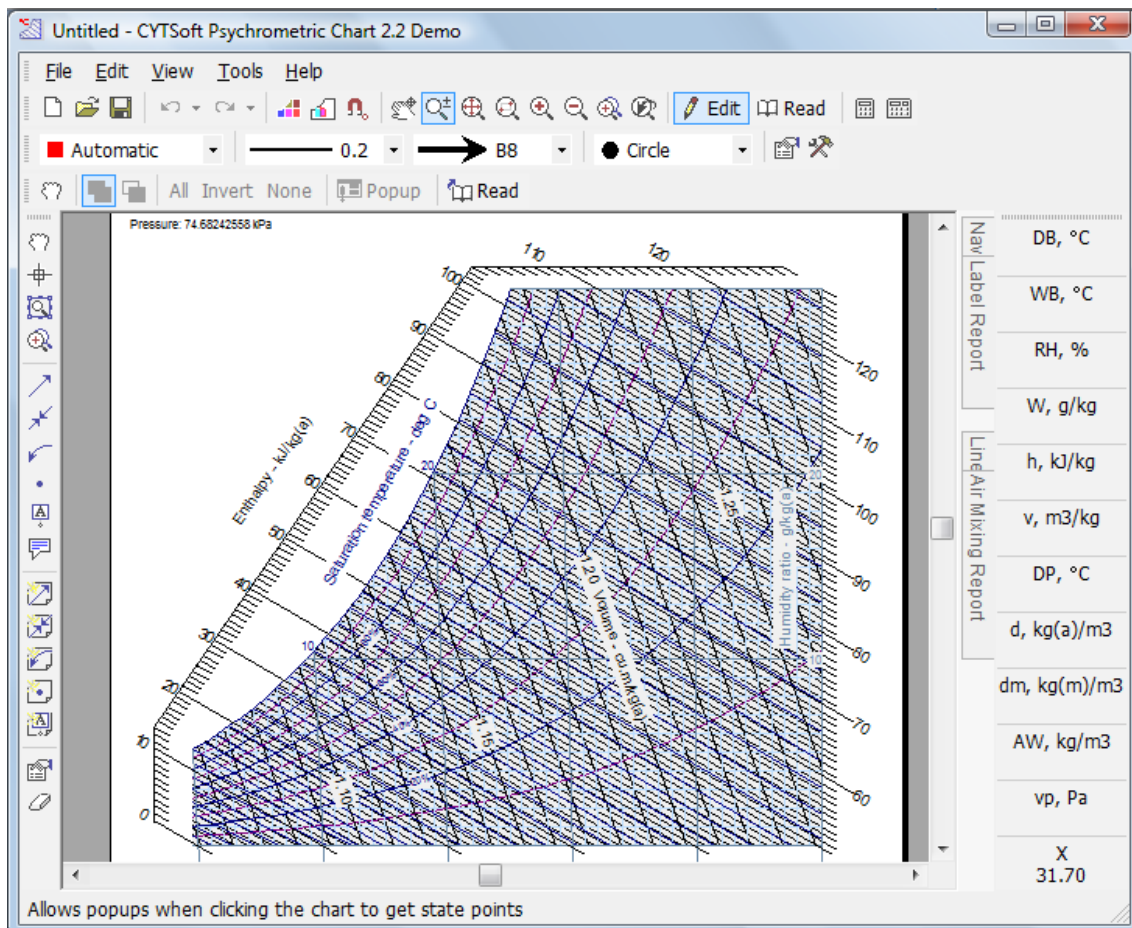 Untitled - CYTSoft Psychrometric Chart 2.2 Demo
File Edit View Tools Help
Edit Read
Automatic 0.2 B8 Circle
All Invert None Popup Read
Pressure: 74.68242558 kPa
110 120
100
90
80
70
60
50
40
30
20
10
0
Enthalpy - kJ/kg(a)
Saturation temperature - deg C
20
10
120
110
100
90
80
70
60
1.25
1.20 Volume - cu.m/kg(a)
1.15
1.10
Humidity ratio - g/kg(a)
20
10
Nav
Label Report
Line
Air Mixing Report
DB, °C
WB, °C
RH, %
W, g/kg
h, kJ/kg
v, m3/kg
DP, °C
d, kg(a)/m3
dm, kg(m)/m3
AW, kg/m3
vp, Pa
X
31.70
Allows popups when clicking the chart to get state points